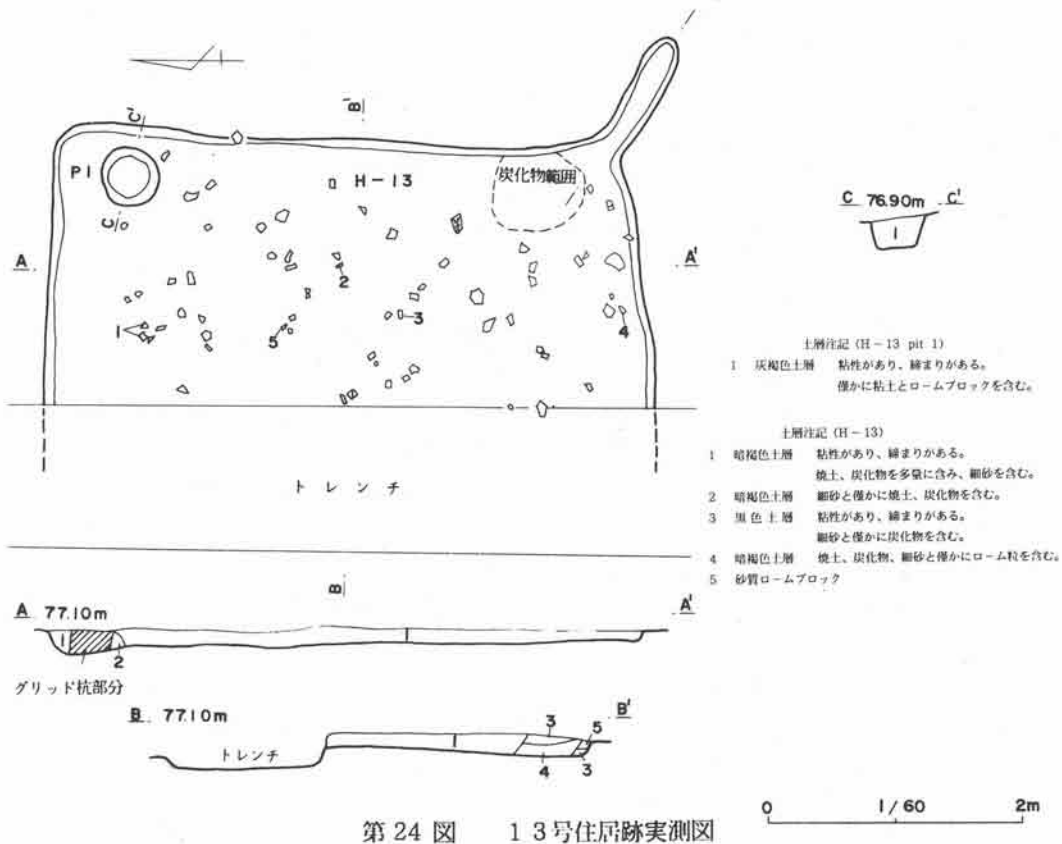 C'
B'
P1
H-13
炭化物範囲
C
A
A'
2
1
5
3
4
トレンチ
B
C 76.90m C'
1
土層注記 (H-13 pit 1)
1 灰褐色土層 粘性があり、締まりがある。
僅かに粘土とロームブロックを含む。
土層注記 (H-13)
1 暗褐色土層 粘性があり、締まりがある。
焼土、炭化物を多量に含み、細砂を含む。
2 暗褐色土層 細砂と僅かに焼土、炭化物を含む。
3 黒色土層 粘性があり、締まりがある。
細砂と僅かに炭化物を含む。
4 暗褐色土層 焼土、炭化物、細砂と僅かにローム粒を含む。
5 砂質ロームブロック
A 77.10m A'
1
2
1
グリッド杭部分
B 77.10m B'
トレンチ
1
3
5
4
3
0 1/60 2m
第24図 13号住居跡実測図